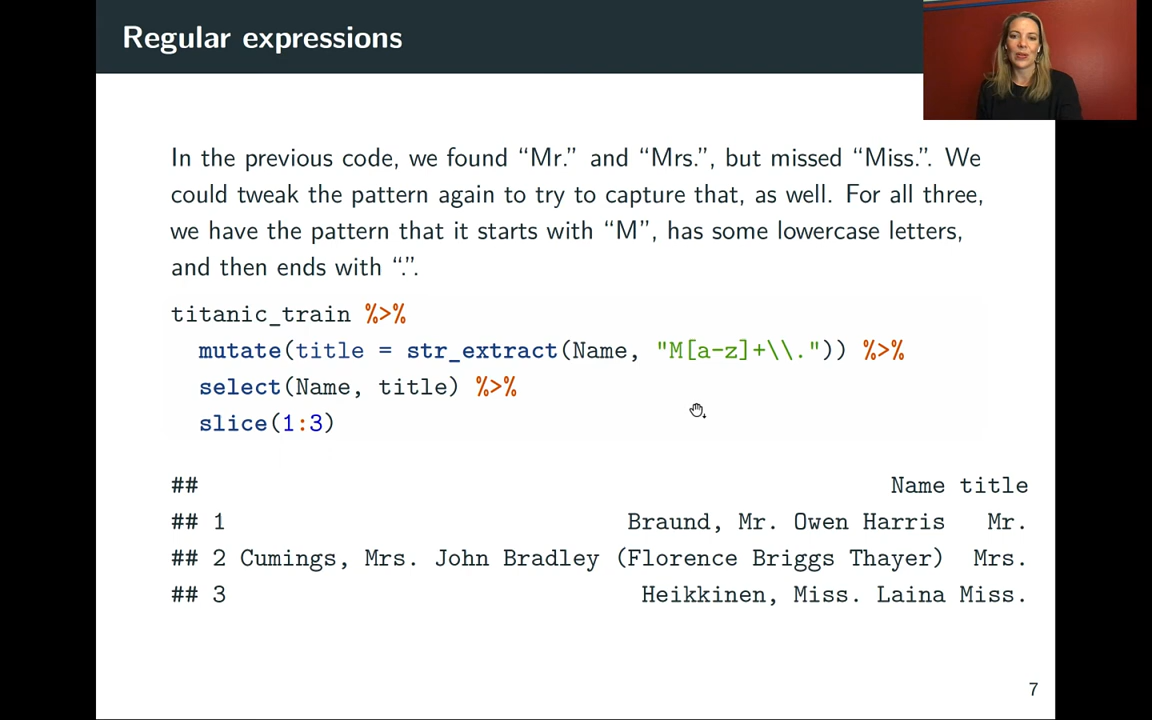 Regular expressions
In the previous code, we found “Mr.” and “Mrs.”, but missed “Miss.”. We
could tweak the pattern again to try to capture that, as well. For all three,
we have the pattern that it starts with “M”, has some lowercase letters,
and then ends with “.”.
titanic_train %>%
  mutate(title = str_extract(Name, "M[a-z]+\\.")) %>%
  select(Name, title) %>%
  slice(1:3)
## Name title
## 1 Braund, Mr. Owen Harris Mr.
## 2 Cumings, Mrs. John Bradley (Florence Briggs Thayer) Mrs.
## 3 Heikkinen, Miss. Laina Miss.
7